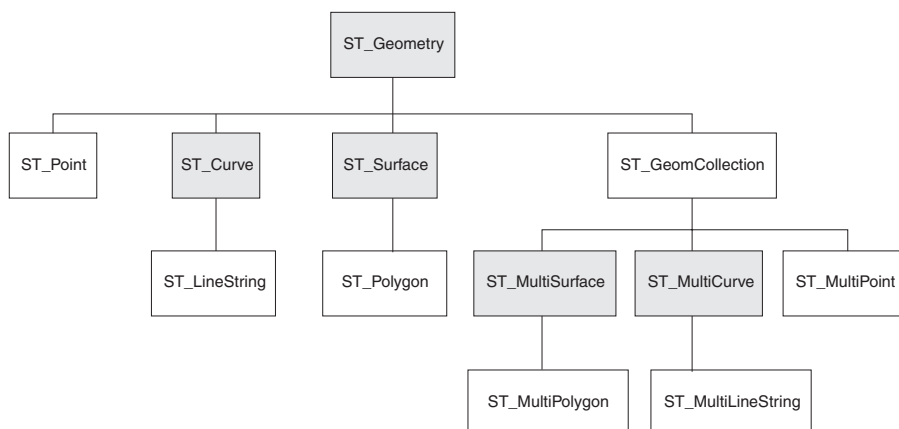 ST_Geometry
ST_Point
ST_Curve
ST_Surface
ST_GeomCollection
ST_LineString
ST_Polygon
ST_MultiSurface
ST_MultiCurve
ST_MultiPoint
ST_MultiPolygon
ST_MultiLineString